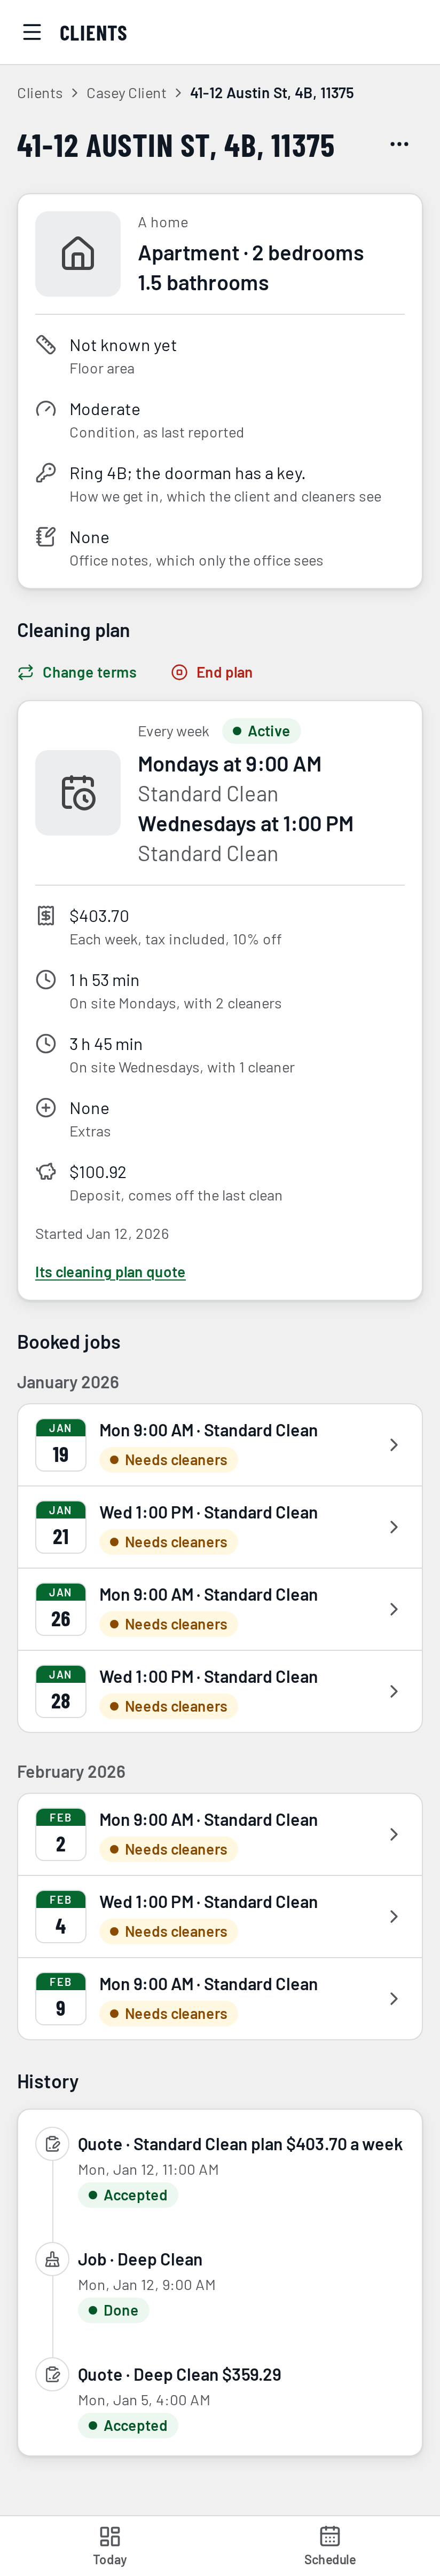 CLIENTS
Clients > Casey Client > 41-12 Austin St, 4B, 11375
41-12 AUSTIN ST, 4B, 11375
A home
Apartment · 2 bedrooms
1.5 bathrooms
Not known yet
Floor area
Moderate
Condition, as last reported
Ring 4B; the doorman has a key.
How we get in, which the client and cleaners see
None
Office notes, which only the office sees
Cleaning plan
Change terms
End plan
Every week
Active
Mondays at 9:00 AM
Standard Clean
Wednesdays at 1:00 PM
Standard Clean
$403.70
Each week, tax included, 10% off
1 h 53 min
On site Mondays, with 2 cleaners
3 h 45 min
On site Wednesdays, with 1 cleaner
None
Extras
$100.92
Deposit, comes off the last clean
Started Jan 12, 2026
Its cleaning plan quote
Booked jobs
January 2026
JAN
19
Mon 9:00 AM · Standard Clean
Needs cleaners
JAN
21
Wed 1:00 PM · Standard Clean
Needs cleaners
JAN
26
Mon 9:00 AM · Standard Clean
Needs cleaners
JAN
28
Wed 1:00 PM · Standard Clean
Needs cleaners
February 2026
FEB
2
Mon 9:00 AM · Standard Clean
Needs cleaners
FEB
4
Wed 1:00 PM · Standard Clean
Needs cleaners
FEB
9
Mon 9:00 AM · Standard Clean
Needs cleaners
History
Quote · Standard Clean plan $403.70 a week
Mon, Jan 12, 11:00 AM
Accepted
Job · Deep Clean
Mon, Jan 12, 9:00 AM
Done
Quote · Deep Clean $359.29
Mon, Jan 5, 4:00 AM
Accepted
Today
Schedule